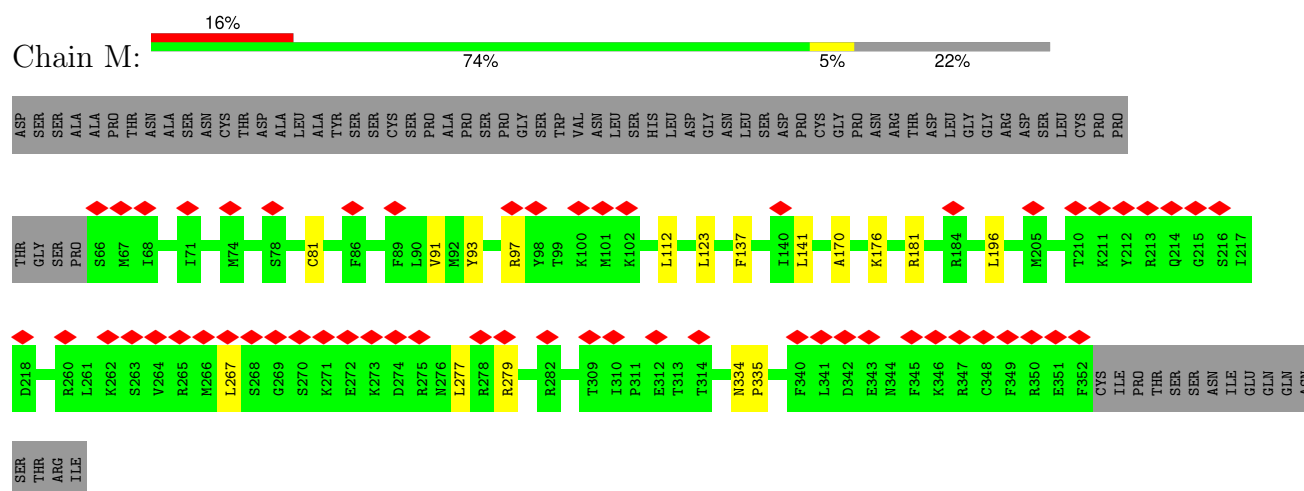 16%
Chain M:
74% 5% 22%
ASP SER SER ALA ALA PRO THR ASN ALA SER ASN CYS THR ASP ALA LEU ALA TYR SER SER CYS SER PRO ALA PRO SER PRO GLY SER TRP VAL ASN LEU SER HIS LEU ASP GLY ASN LEU SER ASP PRO CYS GLY PRO ASN ARG THR ASP LEU GLY GLY ARG ASP SER LEU CYS PRO PRO
THR GLY SER PRO S66 M67 I68 I71 M74 S78 C81 F86 F89 L90 V91 M92 Y93 R97 Y98 T99 K100 M101 K102 L112 L123 F137 I140 L141 A170 K176 R181 R184 L196 M205 T210 K211 Y212 R213 Q214 G215 S216 I217
D218 R260 L261 K262 S263 V264 R265 M266 L267 S268 G269 S270 K271 E272 K273 D274 R275 N276 L277 R278 R279 R282 T309 I310 P311 E312 T313 T314 N334 P335 F340 L341 D342 E343 N344 F345 K346 R347 C348 F349 R350 E351 F352 CYS ILE PRO THR SER SER ASN ILE GLU GLN GLN ASN
SER THR ARG ILE